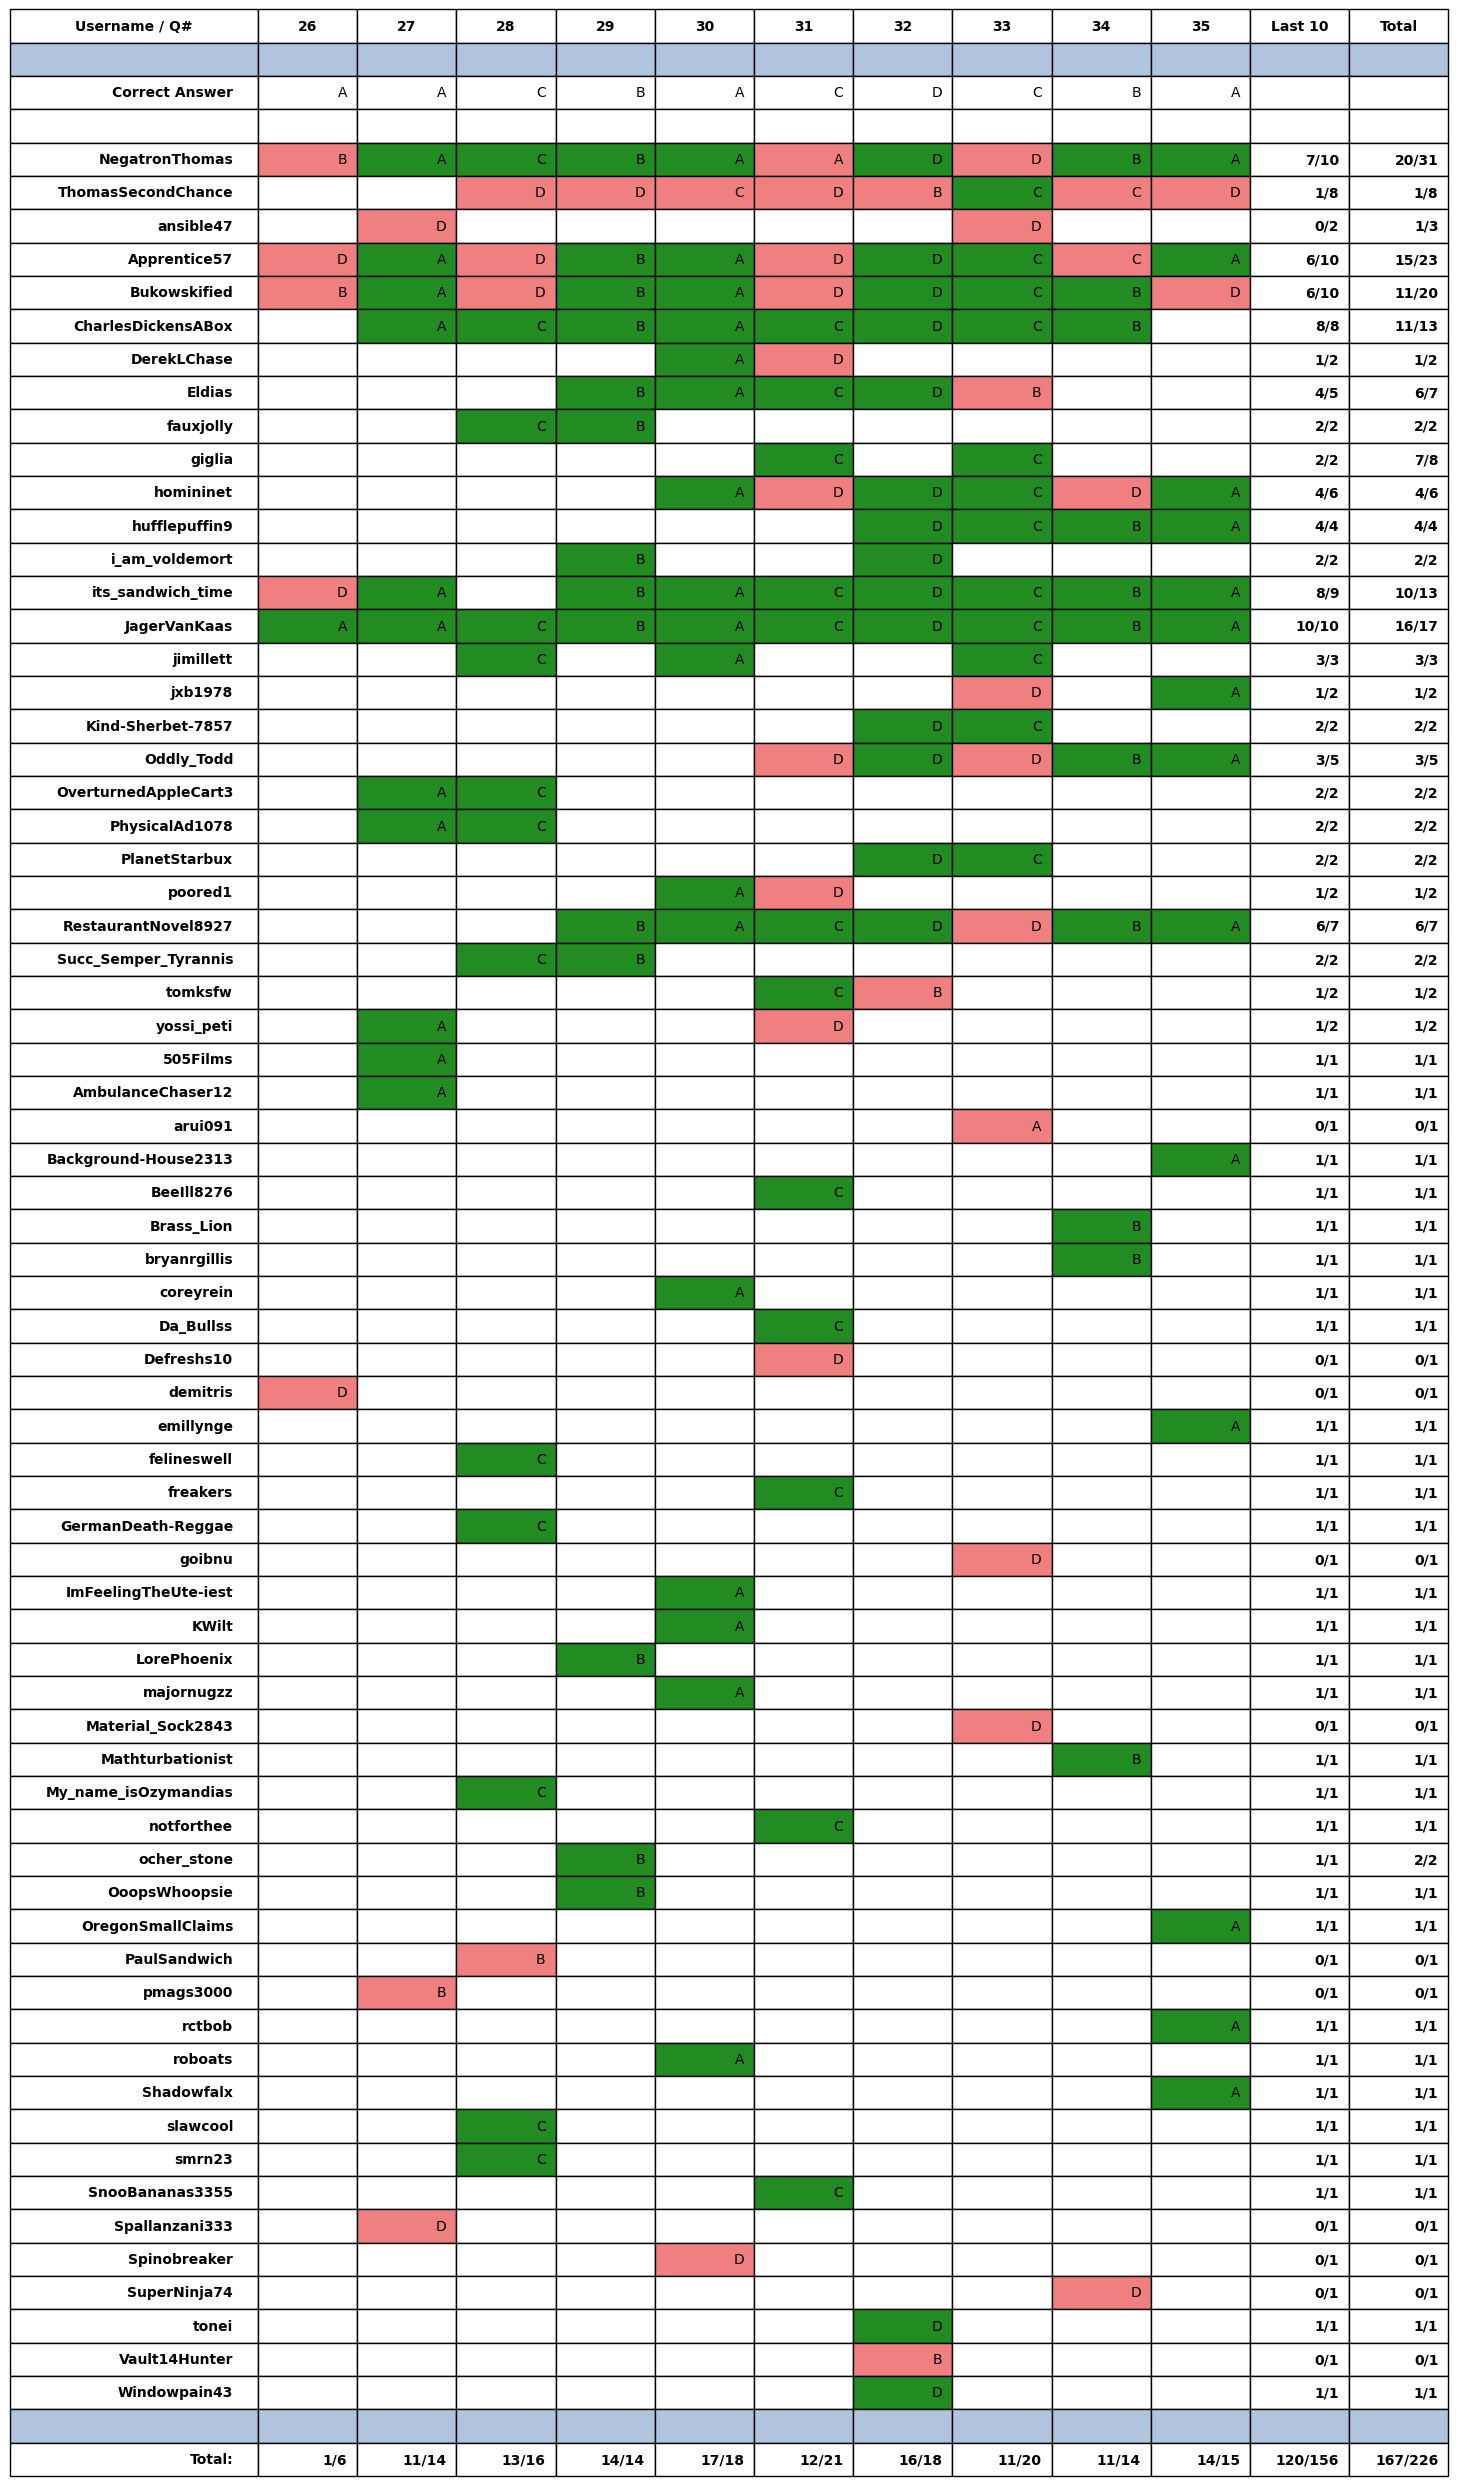 Username / Q# 26 27 28 29 30 31 32 33 34 35 Last 10 Total
Correct Answer A A C B A C D C B A
NegatronThomas B A C B A A D D B A 7/10 20/31
ThomasSecondChance D D C D B C C D 1/8 1/8
ansible47 D D 0/2 1/3
Apprentice57 D A D B A D D C C A 6/10 15/23
Bukowskified B A D B A D D C B D 6/10 11/20
CharlesDickensABox A C B A C D C B 8/8 11/13
DerekLChase A D 1/2 1/2
Eldias B A C D B 4/5 6/7
fauxjolly C B 2/2 2/2
giglia C C 2/2 7/8
homininet A D D C D A 4/6 4/6
hufflepuffin9 D C B A 4/4 4/4
i_am_voldemort B D 2/2 2/2
its_sandwich_time D A B A C D C B A 8/9 10/13
JagerVanKaas A A C B A C D C B A 10/10 16/17
jimillett C A C 3/3 3/3
jxb1978 D A 1/2 1/2
Kind-Sherbet-7857 D C 2/2 2/2
Oddly_Todd D D D B A 3/5 3/5
OverturnedAppleCart3 A C 2/2 2/2
PhysicalAd1078 A C 2/2 2/2
PlanetStarbux D C 2/2 2/2
poored1 A D 1/2 1/2
RestaurantNovel8927 B A C D D B A 6/7 6/7
Succ_Semper_Tyrannis C B 2/2 2/2
tomksfw C B 1/2 1/2
yossi_peti A D 1/2 1/2
505Films A 1/1 1/1
AmbulanceChaser12 A 1/1 1/1
arui091 A 0/1 0/1
Background-House2313 A 1/1 1/1
BeeIll8276 C 1/1 1/1
Brass_Lion B 1/1 1/1
bryanrgillis B 1/1 1/1
coreyrein A 1/1 1/1
Da_Bullss C 1/1 1/1
Defreshs10 D 0/1 0/1
demitris D 0/1 0/1
emillynge A 1/1 1/1
felineswell C 1/1 1/1
freakers C 1/1 1/1
GermanDeath-Reggae C 1/1 1/1
goibnu D 0/1 0/1
ImFeelingTheUte-iest A 1/1 1/1
KWilt A 1/1 1/1
LorePhoenix B 1/1 1/1
majornugzz A 1/1 1/1
Material_Sock2843 D 0/1 0/1
Mathturbationist B 1/1 1/1
My_name_isOzymandias C 1/1 1/1
notforthee C 1/1 1/1
ocher_stone B 1/1 2/2
OoopsWhoopsie B 1/1 1/1
OregonSmallClaims A 1/1 1/1
PaulSandwich B 0/1 0/1
pmags3000 B 0/1 0/1
rctbob A 1/1 1/1
roboats A 1/1 1/1
Shadowfalx A 1/1 1/1
slawcool C 1/1 1/1
smrn23 C 1/1 1/1
SnooBananas3355 C 1/1 1/1
Spallanzani333 D 0/1 0/1
Spinobreaker D 0/1 0/1
SuperNinja74 D 0/1 0/1
tonei D 1/1 1/1
Vault14Hunter B 0/1 0/1
Windowpain43 D 1/1 1/1
Total: 1/6 11/14 13/16 14/14 17/18 12/21 16/18 11/20 11/14 14/15 120/156 167/226